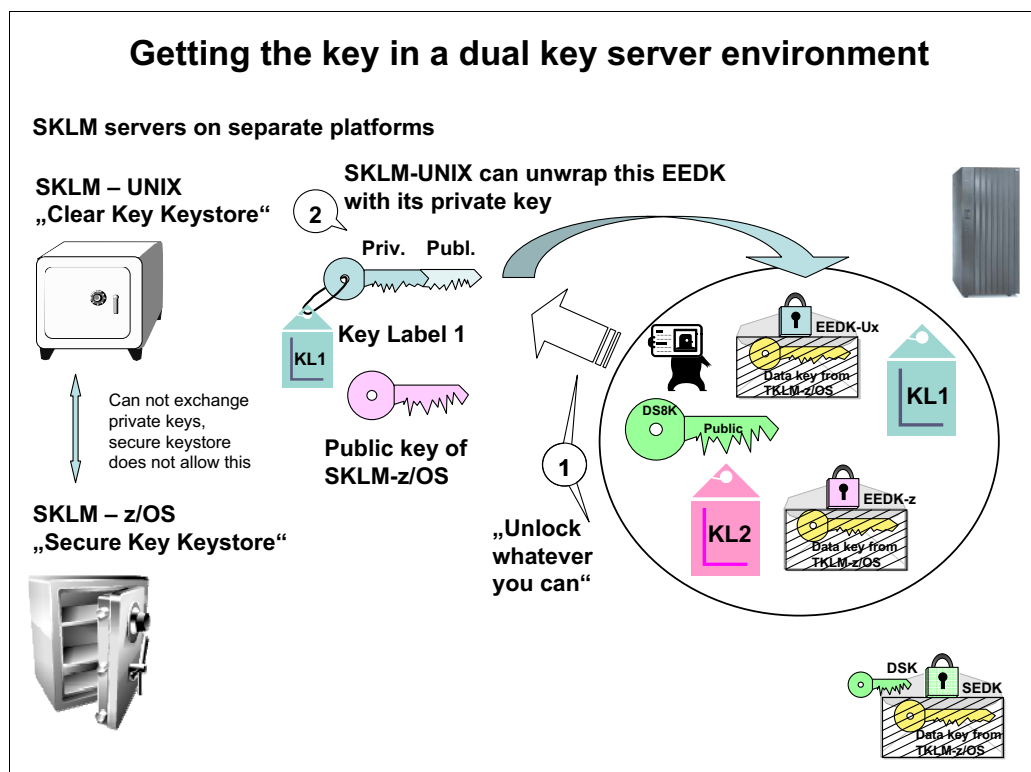 Getting the key in a dual key server environment
SKLM servers on separate platforms
SKLM – UNIX
„Clear Key Keystore“
2
SKLM-UNIX can unwrap this EEDK
with its private key
Priv. Publ.
KL1
Key Label 1
Public key of
SKLM-z/OS
Can not exchange
private keys,
secure keystore
does not allow this
SKLM – z/OS
„Secure Key Keystore“
1
„Unlock
whatever
you can“
EEDK-Ux
Data key from
TKLM-z/OS
KL1
DS8K
Public
KL2
EEDK-z
Data key from
TKLM-z/OS
DSK
SEDK
Data key from
TKLM-z/OS